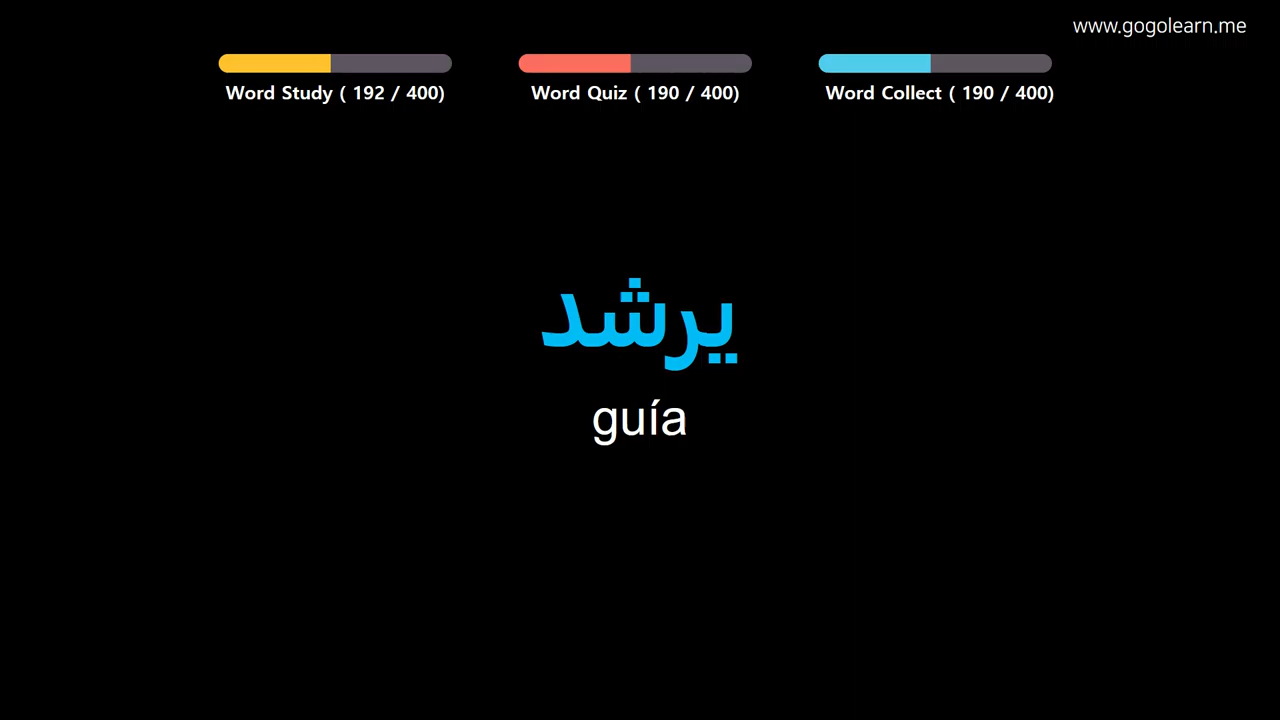 www.gogolearn.me
Word Study ( 192 / 400)
Word Quiz ( 190 / 400)
Word Collect ( 190 / 400)
يرشد
guía